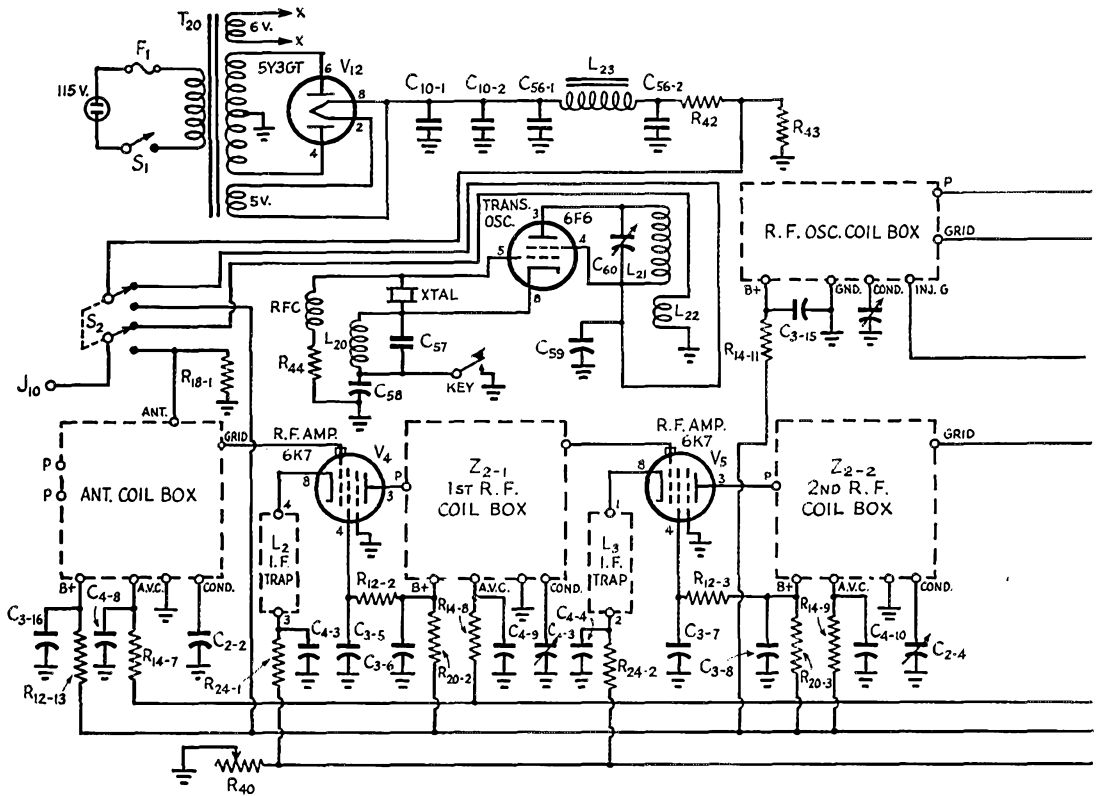 T20
6 V.
X
X
F1
5Y3GT
V12
6
8
2
4
115 V.
S1
5 V.
C10-1
C10-2
C56-1
L23
C56-2
R42
R43
TRANS. OSC.
6F6
3
5
4
8
C60
L21
L22
R.F. OSC. COIL BOX
P
GRID
B+
GND.
COND.
INJ. G
C3-15
R14-11
XTAL
RFC
L20
C57
R44
C58
KEY
C59
S2
J10
R18-1
ANT.
GRID
P
P
ANT. COIL BOX
B+
A.V.C.
COND.
R.F. AMP.
6K7
V4
8
3
4
P
4
L2
I.F.
TRAP
3
Z2-1
1ST R.F.
COIL BOX
B+
A.V.C.
COND.
R.F. AMP.
6K7
V5
8
3
4
P
1
L3
I.F.
TRAP
2
Z2-2
2ND R.F.
COIL BOX
GRID
B+
A.V.C.
COND.
C3-16
C4-8
R14-7
C2-2
R12-13
R24-1
C4-3
C3-5
R12-2
C3-6
R14-8
R20-2
C4-9
C4-4
R24-2
R12-3
C3-7
C3-8
R14-9
R20-3
C4-10
C2-4
R40